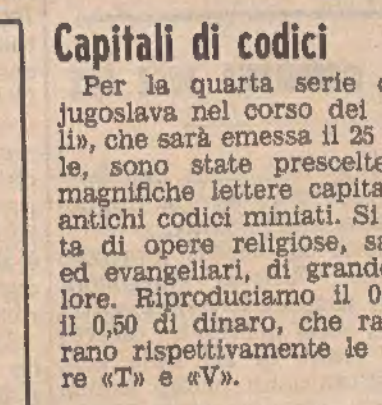 Capitali di codici
Per la quarta serie
jugoslava nel corso dei
li», che sarà emessa il 25
le, sono state prescelte
magnifiche lettere capita
antichi codici miniati. Si
ta di opere religiose, sa
ed evangeliari, di grande
lore. Riproduciamo il 0
il 0,50 di dinaro, che ra
rano rispettivamente le
re «T» e «V».